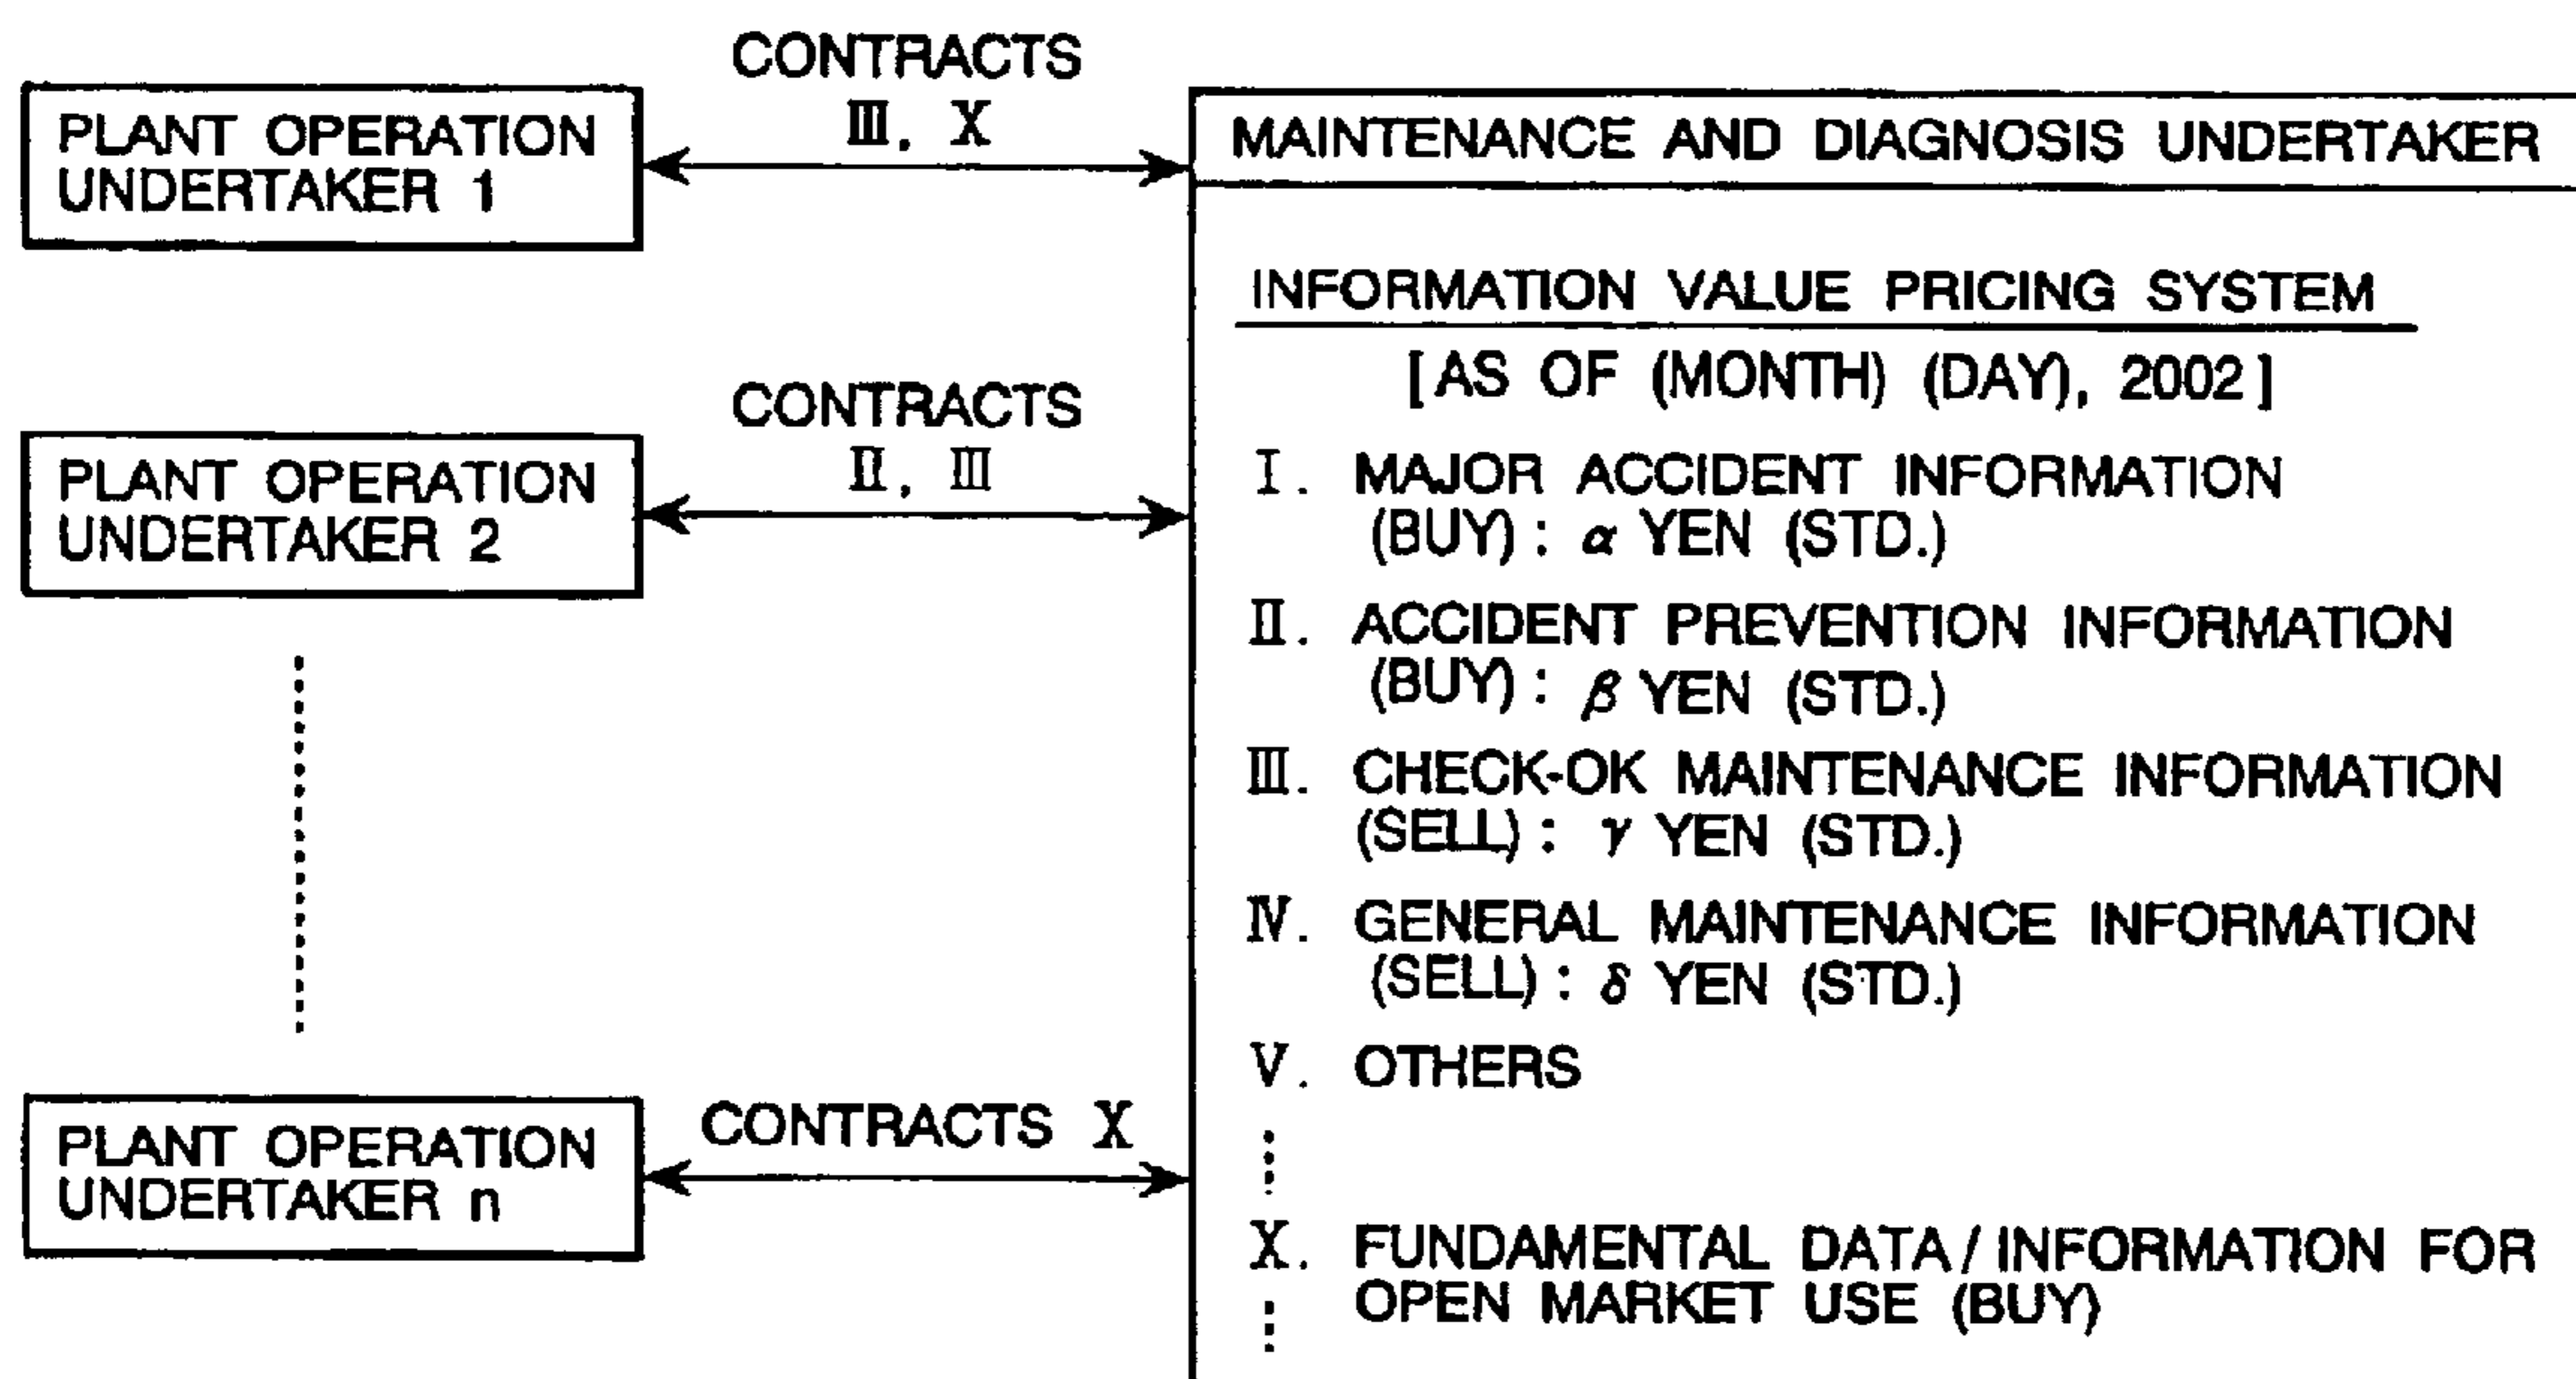 CONTRACTS
III, X
PLANT OPERATION
UNDERTAKER 1
CONTRACTS
II, III
PLANT OPERATION
UNDERTAKER 2
CONTRACTS X
PLANT OPERATION
UNDERTAKER n
MAINTENANCE AND DIAGNOSIS UNDERTAKER
INFORMATION VALUE PRICING SYSTEM
[AS OF (MONTH) (DAY), 2002]
I. MAJOR ACCIDENT INFORMATION
(BUY) : α YEN (STD.)
II. ACCIDENT PREVENTION INFORMATION
(BUY) : β YEN (STD.)
III. CHECK-OK MAINTENANCE INFORMATION
(SELL) : γ YEN (STD.)
IV. GENERAL MAINTENANCE INFORMATION
(SELL) : δ YEN (STD.)
V. OTHERS
X. FUNDAMENTAL DATA/INFORMATION FOR
OPEN MARKET USE (BUY)